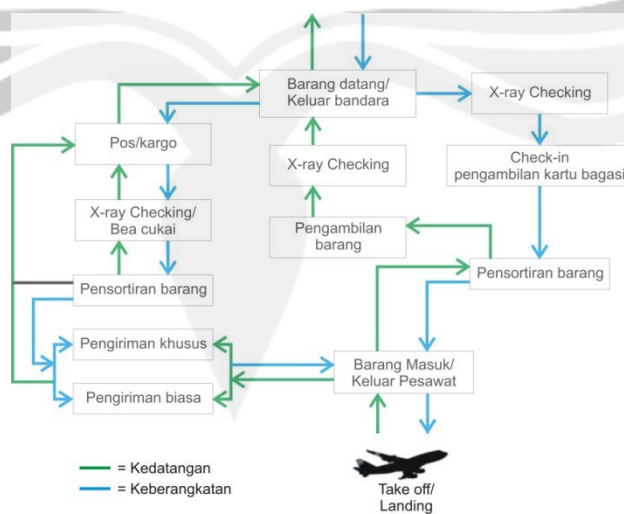 Barang datang/
Keluar bandara
X-ray Checking
Pos/kargo
Check-in
pengambilan kartu bagasi
X-ray Checking
X-ray Checking/
Bea cukai
Pengambilan
barang
Pensortiran barang
Pensortiran barang
Pengiriman khusus
Barang Masuk/
Keluar Pesawat
Pengiriman biasa
= Kedatangan
= Keberangkatan
Take off/
Landing